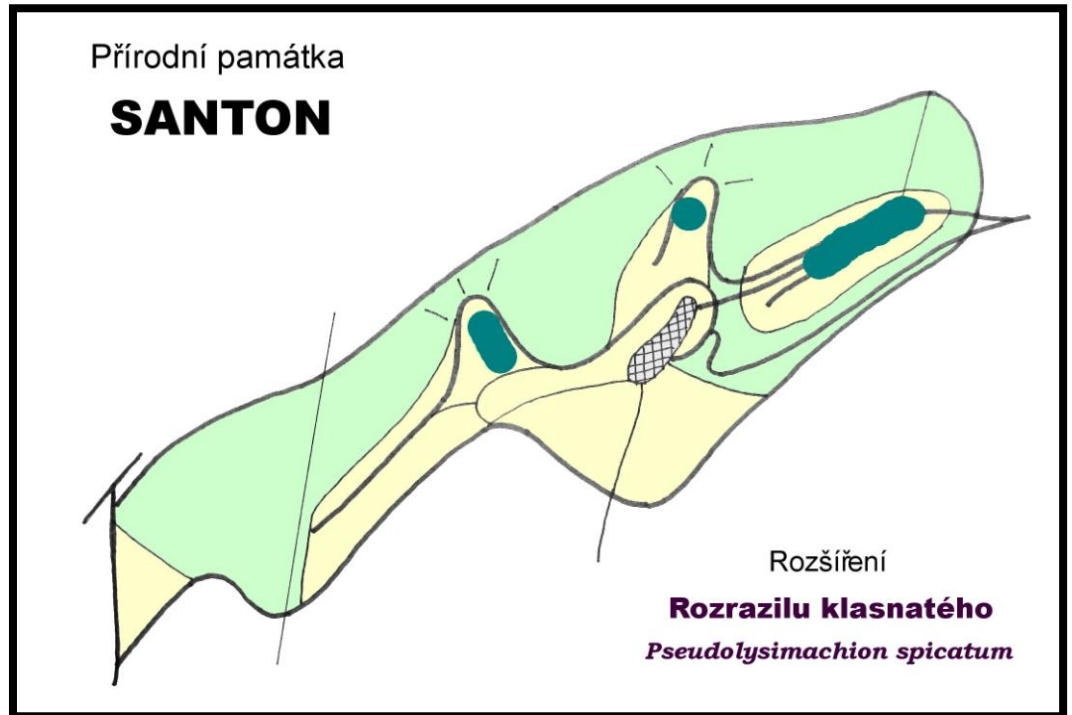 Přírodní památka
SANTON
Rozšíření
Rozrazilu klasnatého
Pseudolysimachion spicatum